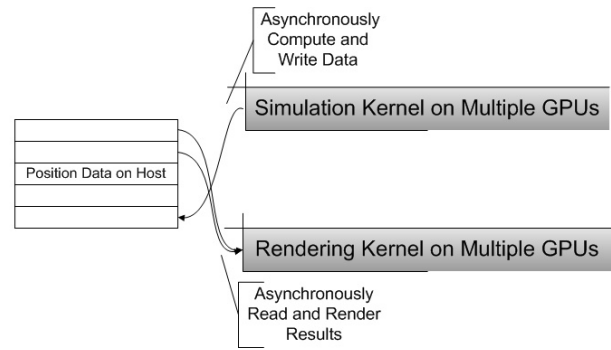 Asynchronously
Compute and
Write Data
Simulation Kernel on Multiple GPUs
Position Data on Host
Rendering Kernel on Multiple GPUs
Asynchronously
Read and Render
Results